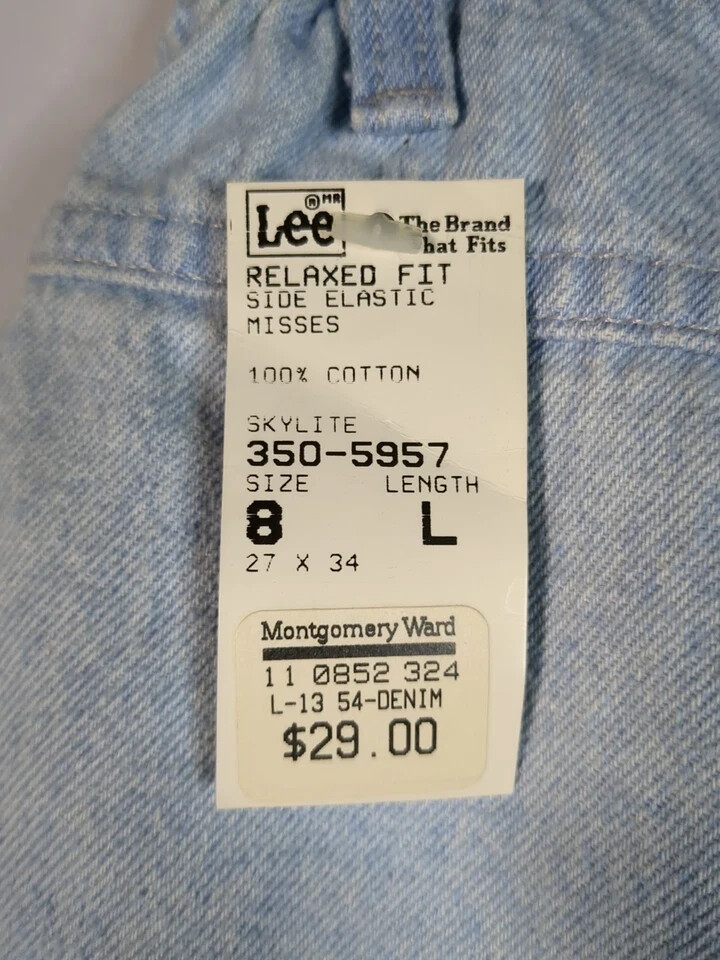 Lee ® MR
The Brand
That Fits
RELAXED FIT
SIDE ELASTIC
MISSES
100% COTTON
SKYLITE
350-5957
SIZE LENGTH
8 L
27 X 34
Montgomery Ward
11 0852 324
L-13 54-DENIM
$29.00